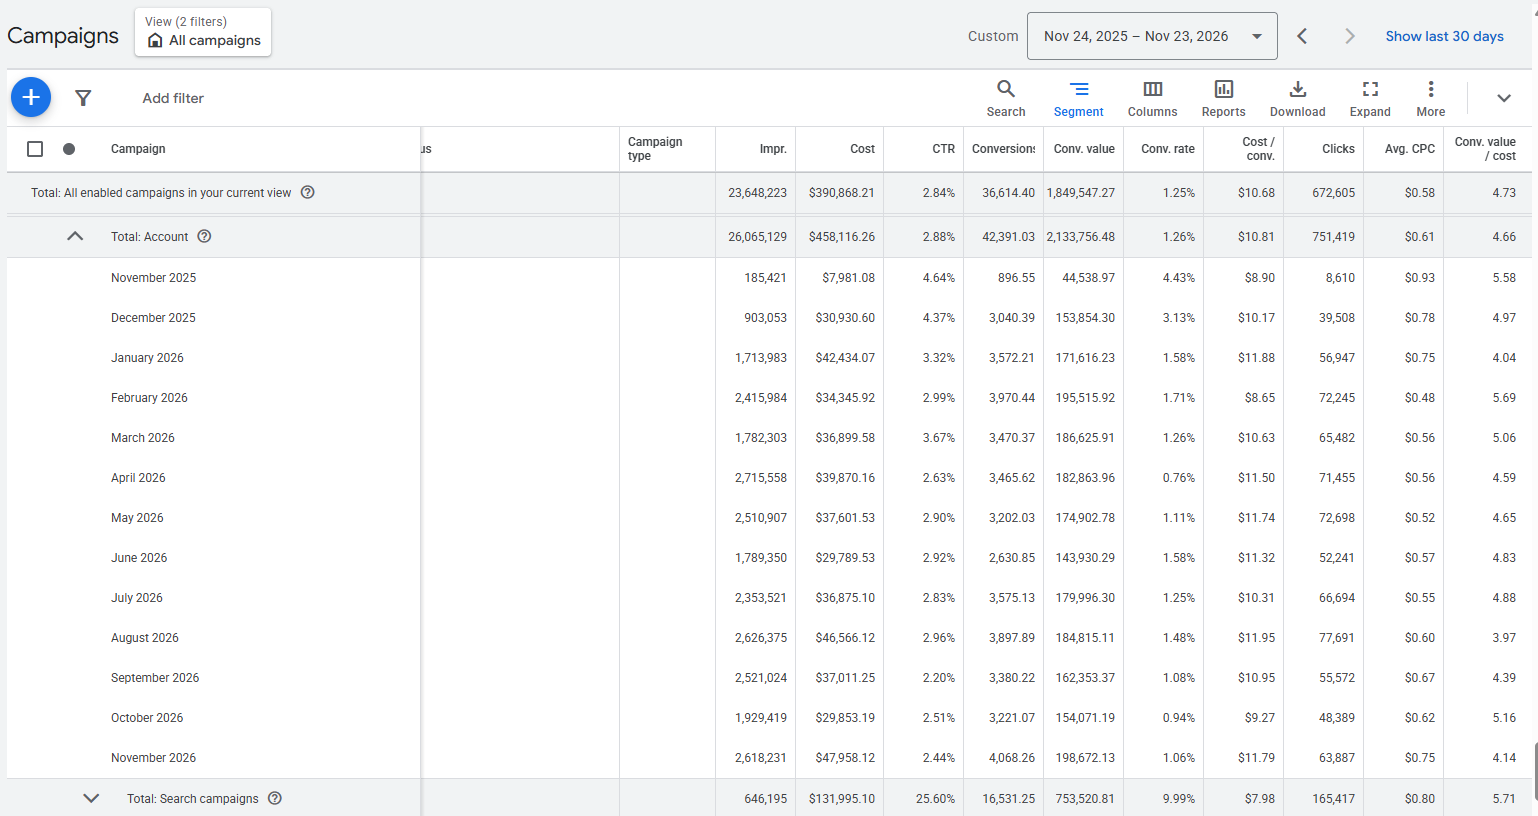 Campaigns
View (2 filters)
All campaigns
Custom
Nov 24, 2025 – Nov 23, 2026
Show last 30 days
Add filter
Search
Segment
Columns
Reports
Download
Expand
More
Campaign us Campaign type Impr. Cost CTR Conversions Conv. value Conv. rate Cost / conv. Clicks Avg. CPC Conv. value / cost
Total: All enabled campaigns in your current view 23,648,223 $390,868.21 2.84% 36,614.40 1,849,547.27 1.25% $10.68 672,605 $0.58 4.73
Total: Account 26,065,129 $458,116.26 2.88% 42,391.03 2,133,756.48 1.26% $10.81 751,419 $0.61 4.66
November 2025 185,421 $7,981.08 4.64% 896.55 44,538.97 4.43% $8.90 8,610 $0.93 5.58
December 2025 903,053 $30,930.60 4.37% 3,040.39 153,854.30 3.13% $10.17 39,508 $0.78 4.97
January 2026 1,713,983 $42,434.07 3.32% 3,572.21 171,616.23 1.58% $11.88 56,947 $0.75 4.04
February 2026 2,415,984 $34,345.92 2.99% 3,970.44 195,515.92 1.71% $8.65 72,245 $0.48 5.69
March 2026 1,782,303 $36,899.58 3.67% 3,470.37 186,625.91 1.26% $10.63 65,482 $0.56 5.06
April 2026 2,715,558 $39,870.16 2.63% 3,465.62 182,863.96 0.76% $11.50 71,455 $0.56 4.59
May 2026 2,510,907 $37,601.53 2.90% 3,202.03 174,902.78 1.11% $11.74 72,698 $0.52 4.65
June 2026 1,789,350 $29,789.53 2.92% 2,630.85 143,930.29 1.58% $11.32 52,241 $0.57 4.83
July 2026 2,353,521 $36,875.10 2.83% 3,575.13 179,996.30 1.25% $10.31 66,694 $0.55 4.88
August 2026 2,626,375 $46,566.12 2.96% 3,897.89 184,815.11 1.48% $11.95 77,691 $0.60 3.97
September 2026 2,521,024 $37,011.25 2.20% 3,380.22 162,353.37 1.08% $10.95 55,572 $0.67 4.39
October 2026 1,929,419 $29,853.19 2.51% 3,221.07 154,071.19 0.94% $9.27 48,389 $0.62 5.16
November 2026 2,618,231 $47,958.12 2.44% 4,068.26 198,672.13 1.06% $11.79 63,887 $0.75 4.14
Total: Search campaigns 646,195 $131,995.10 25.60% 16,531.25 753,520.81 9.99% $7.98 165,417 $0.80 5.71